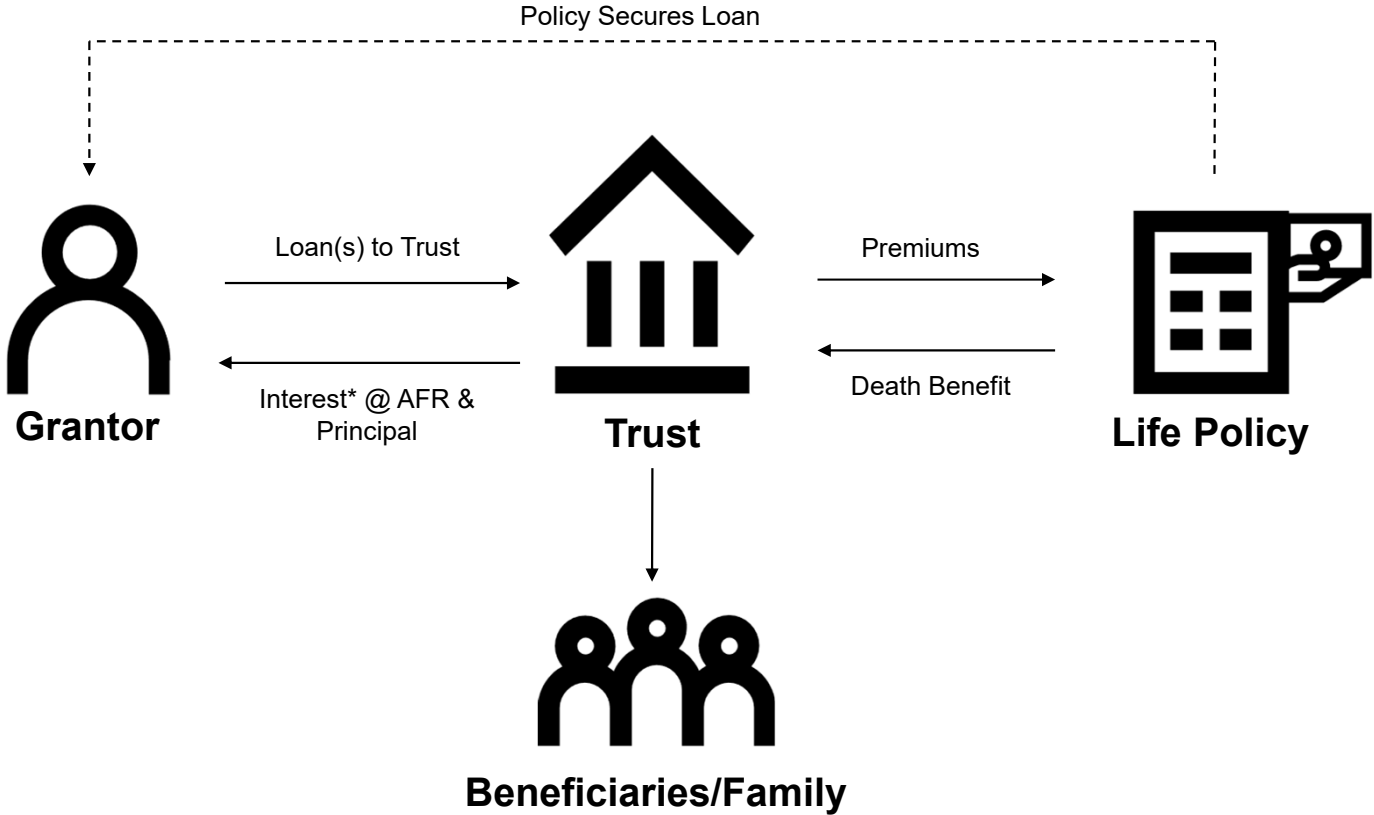 Policy Secures Loan
Loan(s) to Trust
Premiums
Interest* @ AFR &
Principal
Death Benefit
Grantor
Trust
Life Policy
Beneficiaries/Family